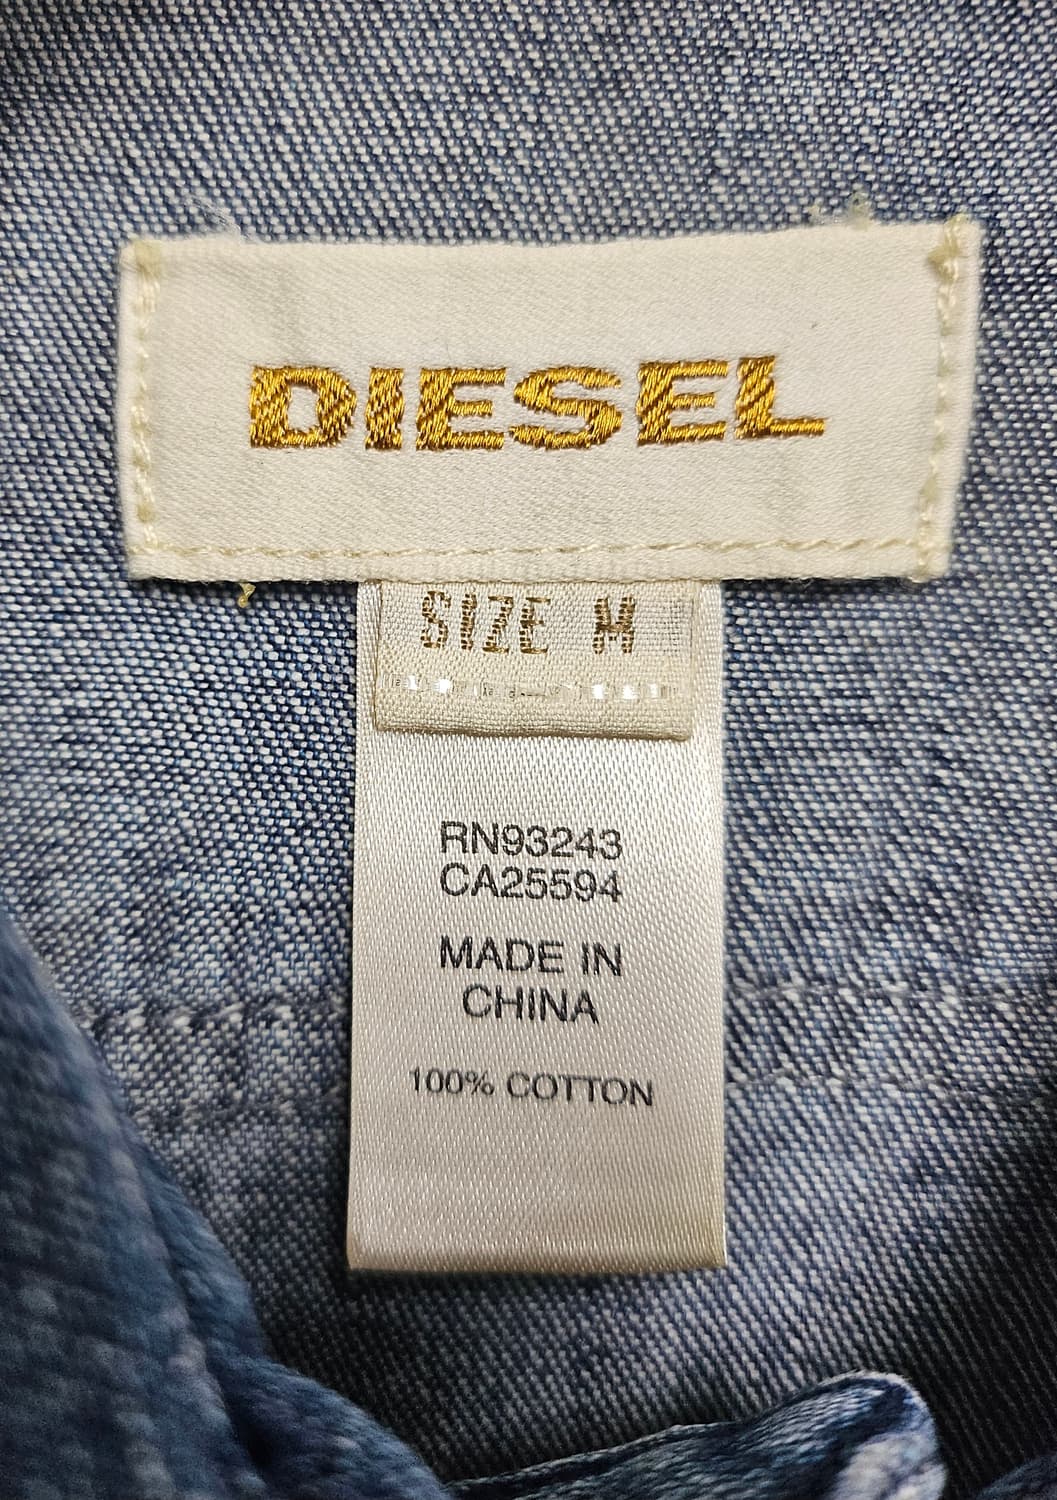 DIESEL
SIZE M
RN93243
CA25594
MADE IN
CHINA
100% COTTON